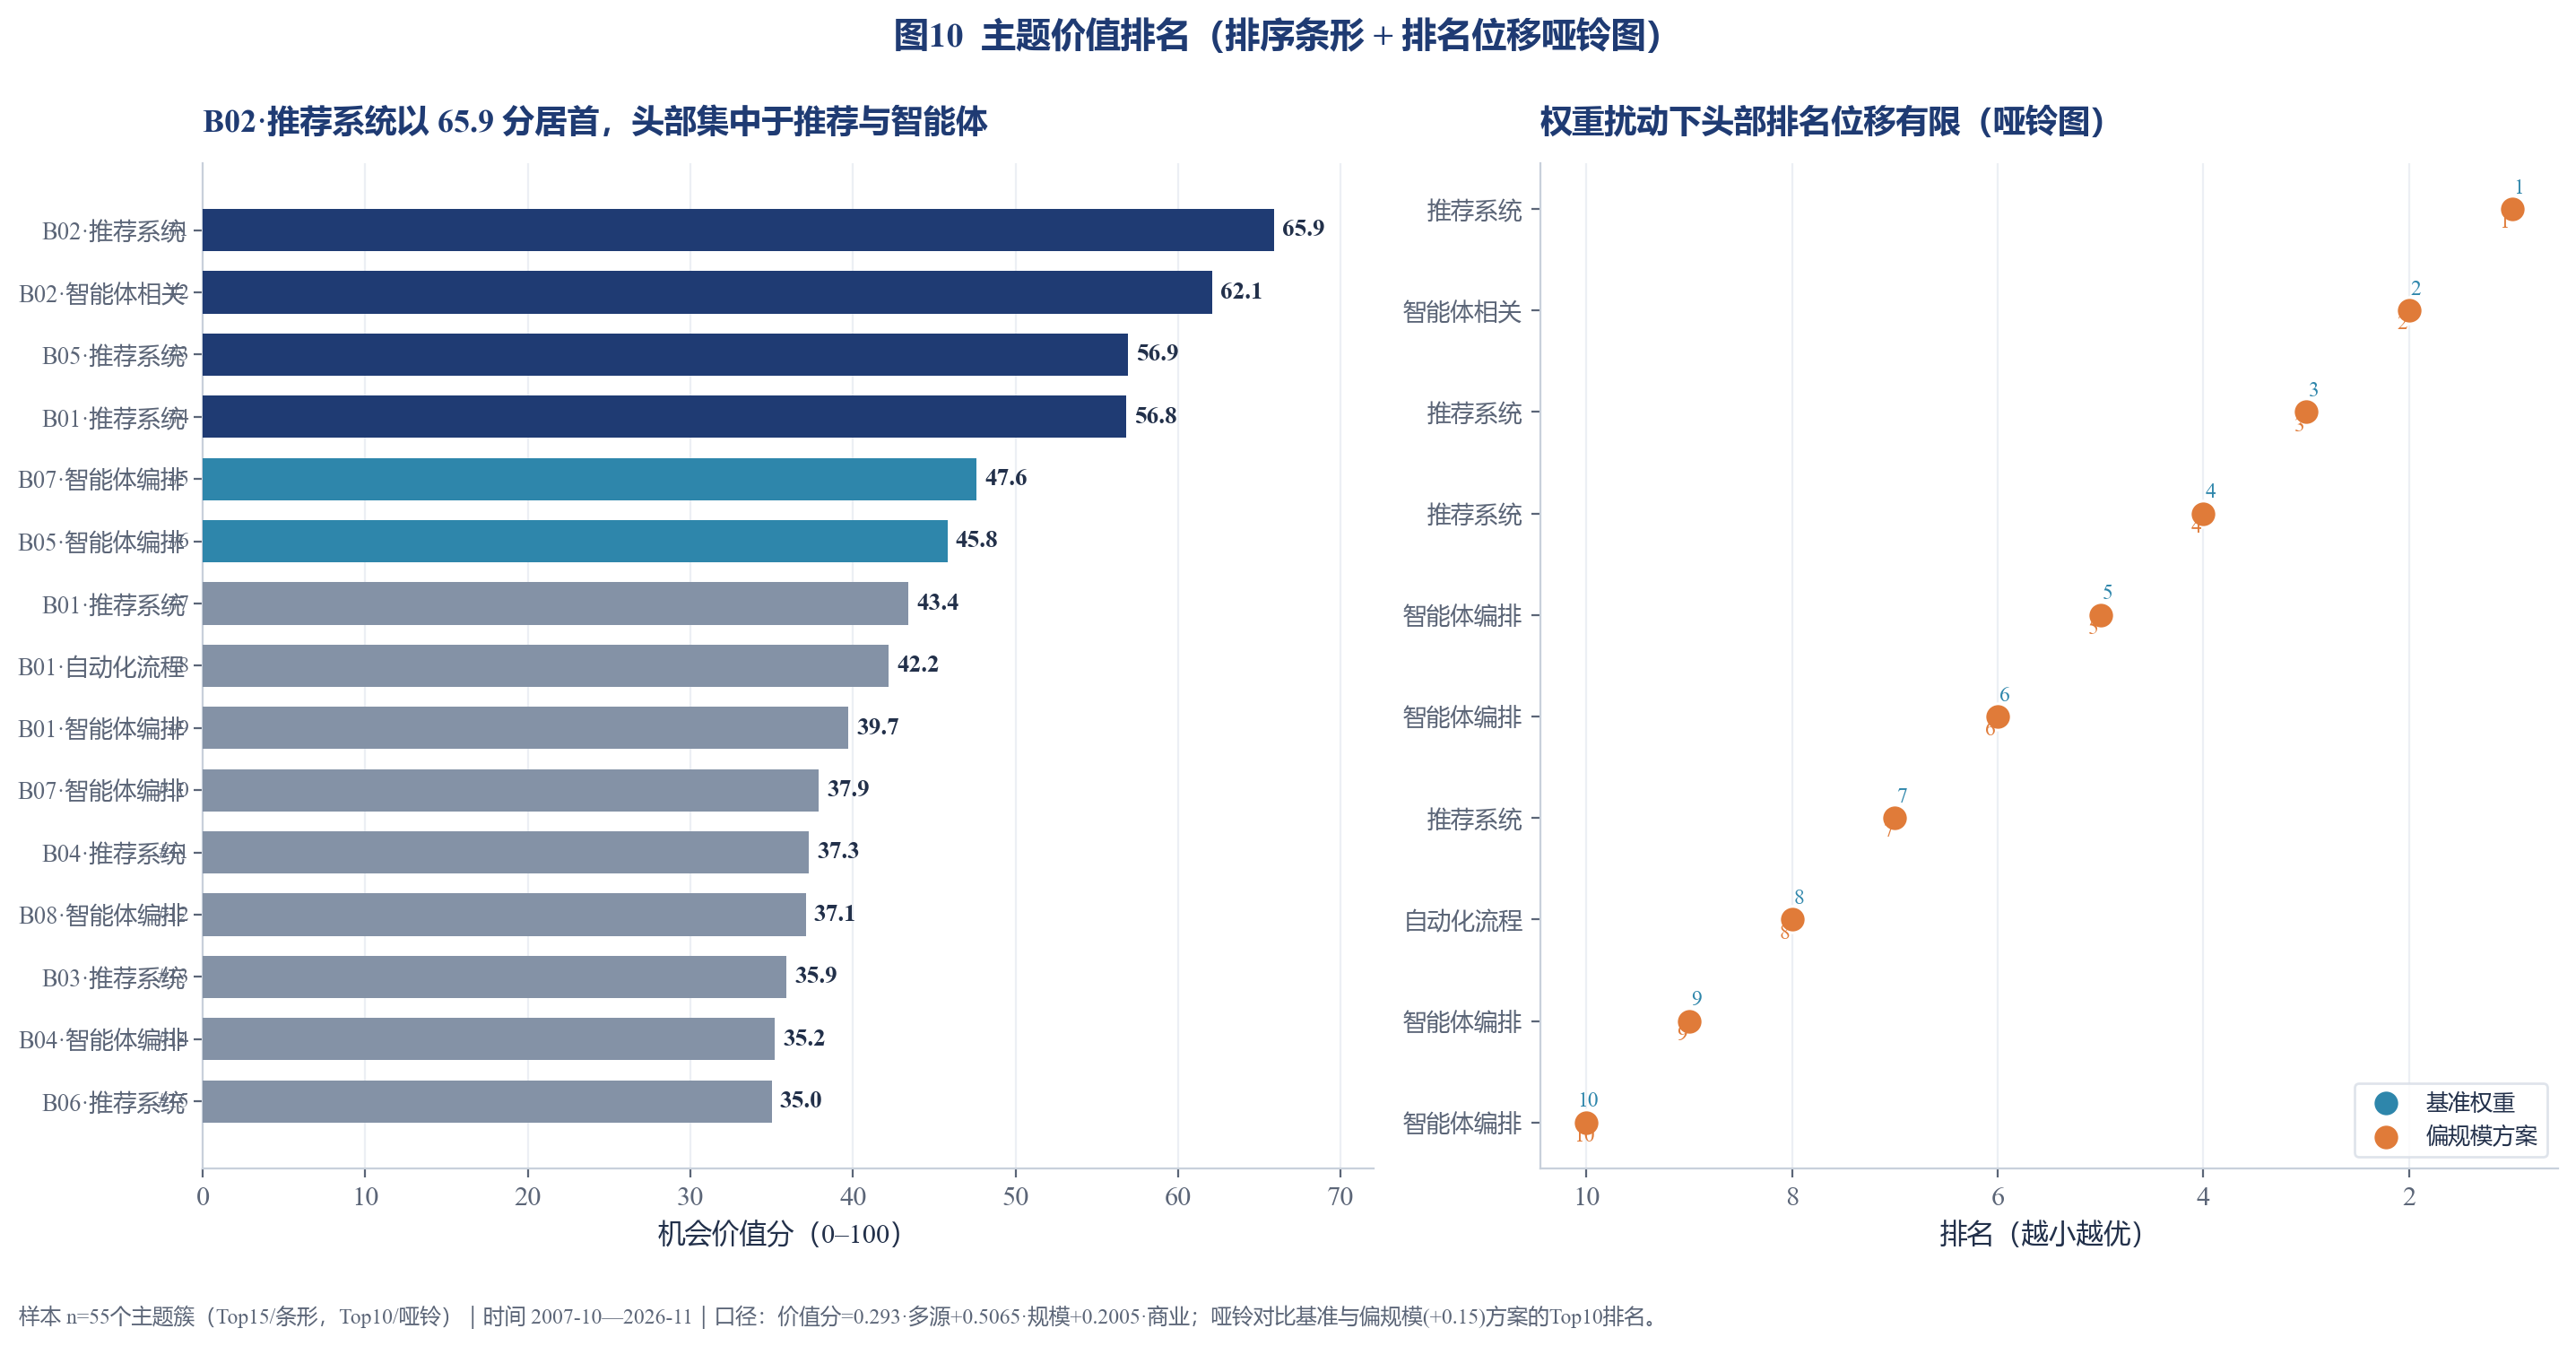 图10 主题价值排名（排序条形 + 排名位移哑铃图）
B02·推荐系统以 65.9 分居首，头部集中于推荐与智能体
B02·推荐系统 65.9
B02·智能体相关 62.1
B05·推荐系统 56.9
B01·推荐系统 56.8
B07·智能体编排 47.6
B05·智能体编排 45.8
B01·推荐系统 43.4
B01·自动化流程 42.2
B01·智能体编排 39.7
B07·智能体编排 37.9
B04·推荐系统 37.3
B08·智能体编排 37.1
B03·推荐系统 35.9
B04·智能体编排 35.2
B06·推荐系统 35.0
0 10 20 30 40 50 60 70
机会价值分（0–100）
权重扰动下头部排名位移有限（哑铃图）
推荐系统 1
1
智能体相关 2
2
推荐系统 3
3
推荐系统 4
4
智能体编排 5
5
智能体编排 6
6
推荐系统 7
7
自动化流程 8
8
智能体编排 9
9
智能体编排 10
10
基准权重
偏规模方案
10 8 6 4 2
排名（越小越优）
样本 n=55个主题簇（Top15/条形，Top10/哑铃）｜时间 2007-10—2026-11｜口径：价值分=0.293·多源+0.5065·规模+0.2005·商业；哑铃对比基准与偏规模(+0.15)方案的Top10排名。